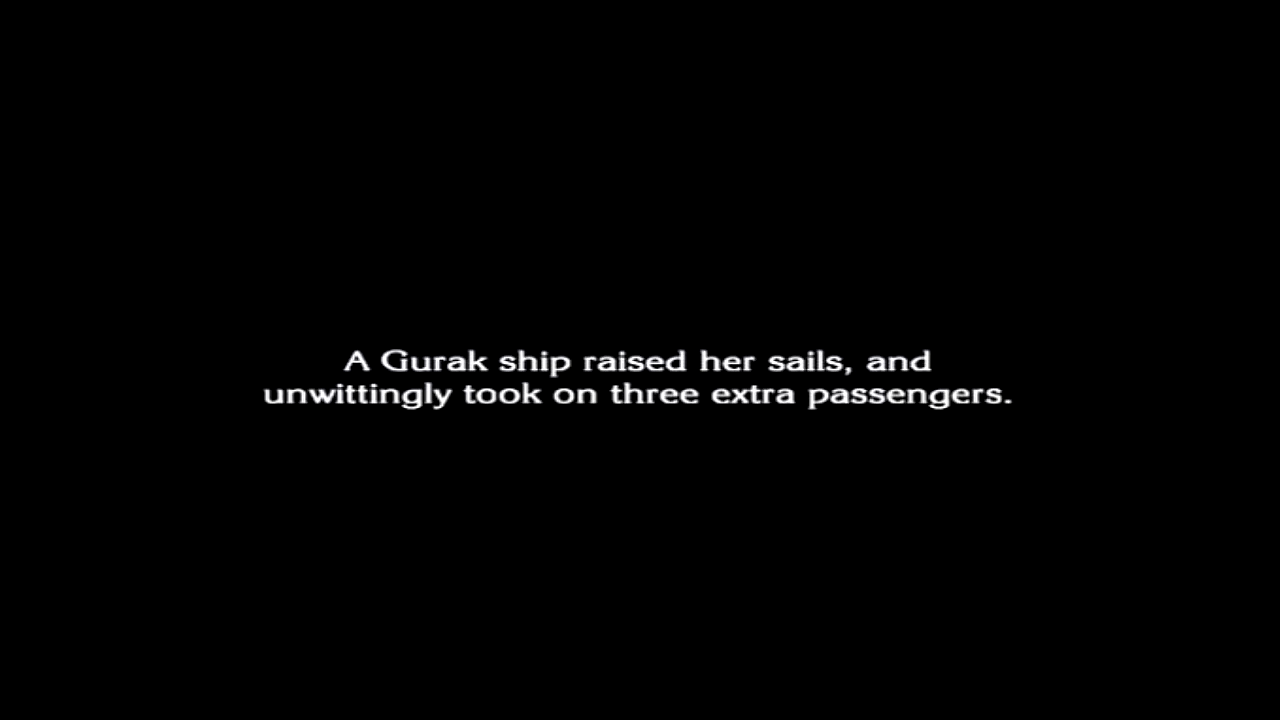 A Gurak ship raised her sails, and
unwittingly took on three extra passengers.